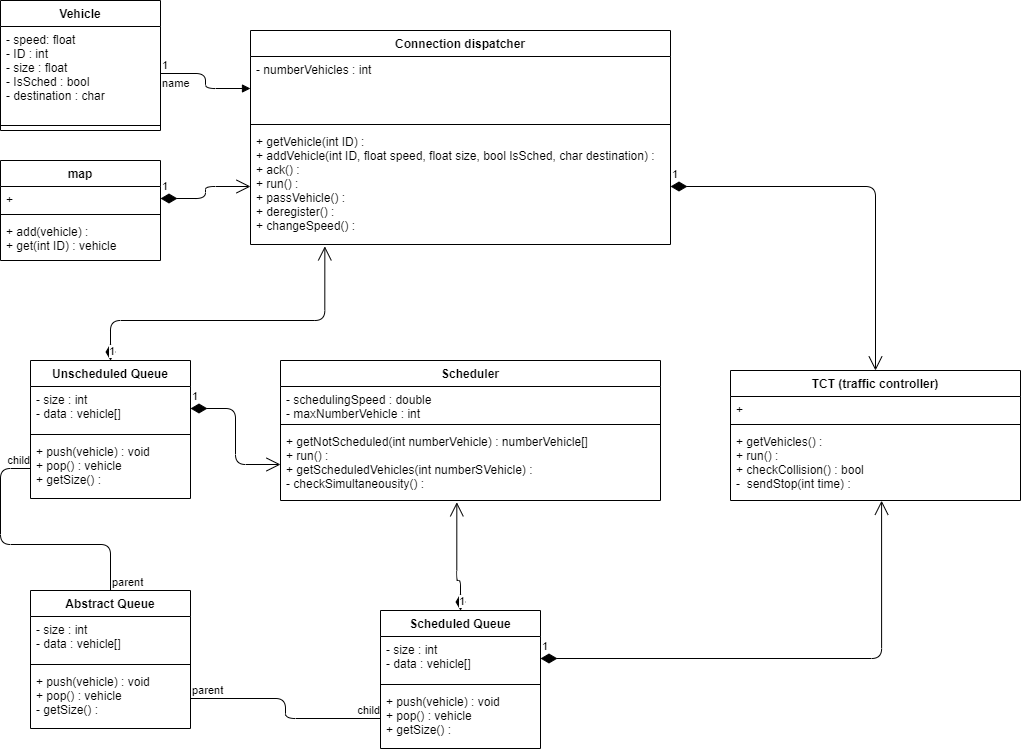 Vehicle
- speed: float
- ID : int
- size : float
- IsSched : bool
- destination : char
1
name
Connection dispatcher
- numberVehicles : int
+ getVehicle(int ID) :
+ addVehicle(int ID, float speed, float size, bool IsSched, char destination) :
+ ack() :
+ run() :
+ passVehicle() :
+ deregister() :
+ changeSpeed() :
1
map
+
+ add(vehicle) :
+ get(int ID) : vehicle
1
1
Unscheduled Queue
- size : int
- data : vehicle[]
+ push(vehicle) : void
+ pop() : vehicle
+ getSize() :
1
child
Scheduler
- schedulingSpeed : double
- maxNumberVehicle : int
+ getNotScheduled(int numberVehicle) : numberVehicle[]
+ run() :
+ getScheduledVehicles(int numberSVehicle) :
- checkSimultaneousity() :
TCT (traffic controller)
+
+ getVehicles() :
+ run() :
+ checkCollision() : bool
- sendStop(int time) :
parent
Abstract Queue
- size : int
- data : vehicle[]
+ push(vehicle) : void
+ pop() : vehicle
- getSize() :
parent
1
Scheduled Queue
- size : int
- data : vehicle[]
+ push(vehicle) : void
+ pop() : vehicle
+ getSize() :
1
child